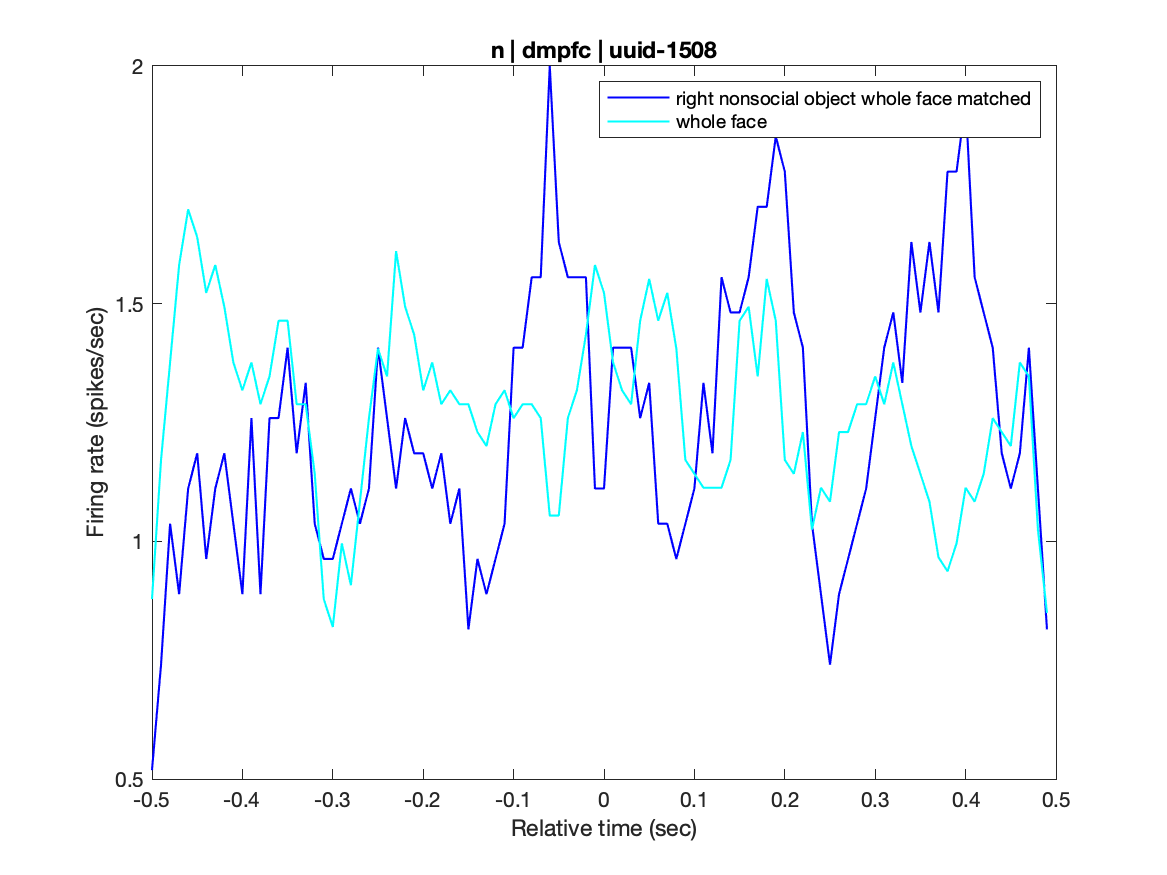 n | dmpfc | uuid-1508
right nonsocial object whole face matched
whole face
Firing rate (spikes/sec)
2
1.5
1
0.5
-0.5 -0.4 -0.3 -0.2 -0.1 0 0.1 0.2 0.3 0.4 0.5
Relative time (sec)